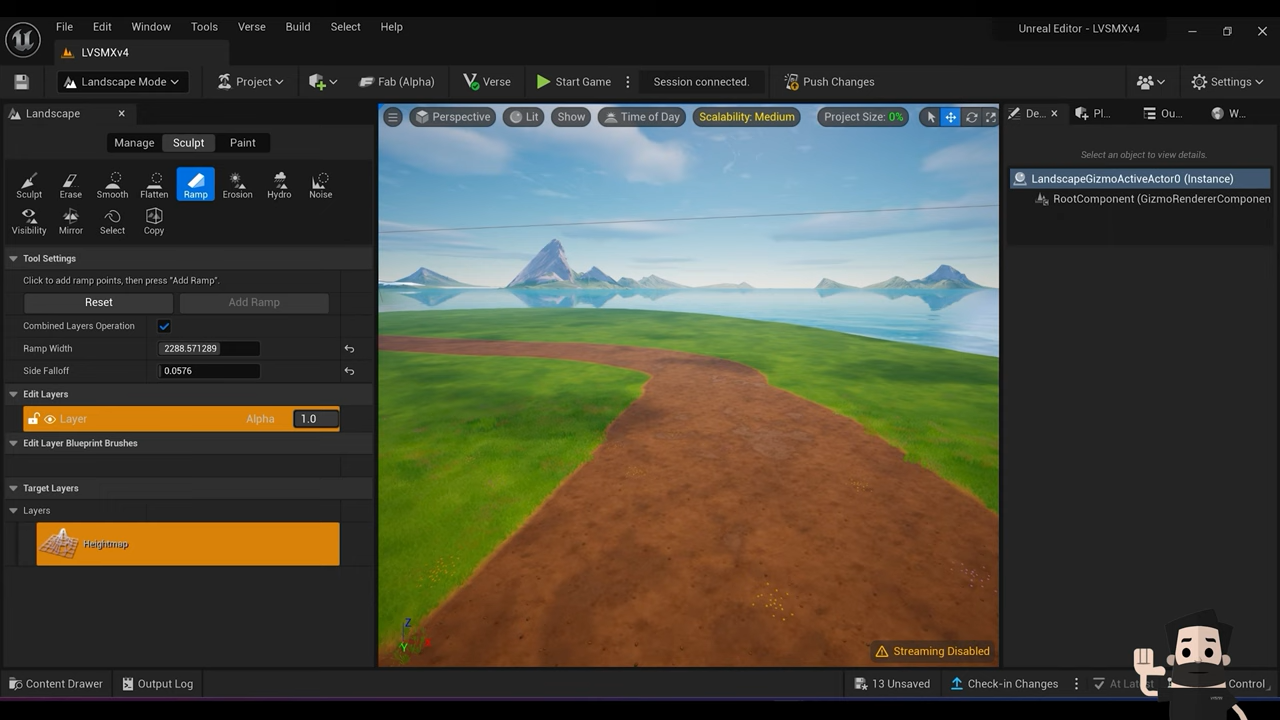 File Edit Window Tools Verse Build Select Help
Unreal Editor - LVSMXv4
LVSMXv4
Landscape Mode Project Fab (Alpha) Verse Start Game Session connected. Push Changes Settings
Landscape
Perspective Lit Show Time of Day Scalability: Medium Project Size: 0%
De... Pl... Ou... W...
Manage Sculpt Paint
Select an object to view details.
LandscapeGizmoActiveActor0 (Instance)
RootComponent (GizmoRendererComponen
Sculpt Erase Smooth Flatten Ramp Erosion Hydro Noise
Visibility Mirror Select Copy
Tool Settings
Click to add ramp points, then press "Add Ramp".
Reset Add Ramp
Combined Layers Operation
Ramp Width 2288.571289
Side Falloff 0.0576
Edit Layers
Layer Alpha 1.0
Edit Layer Blueprint Brushes
Target Layers
Layers
Heightmap
Z
Y
Streaming Disabled
Content Drawer Output Log 13 Unsaved Check-in Changes At Late Control